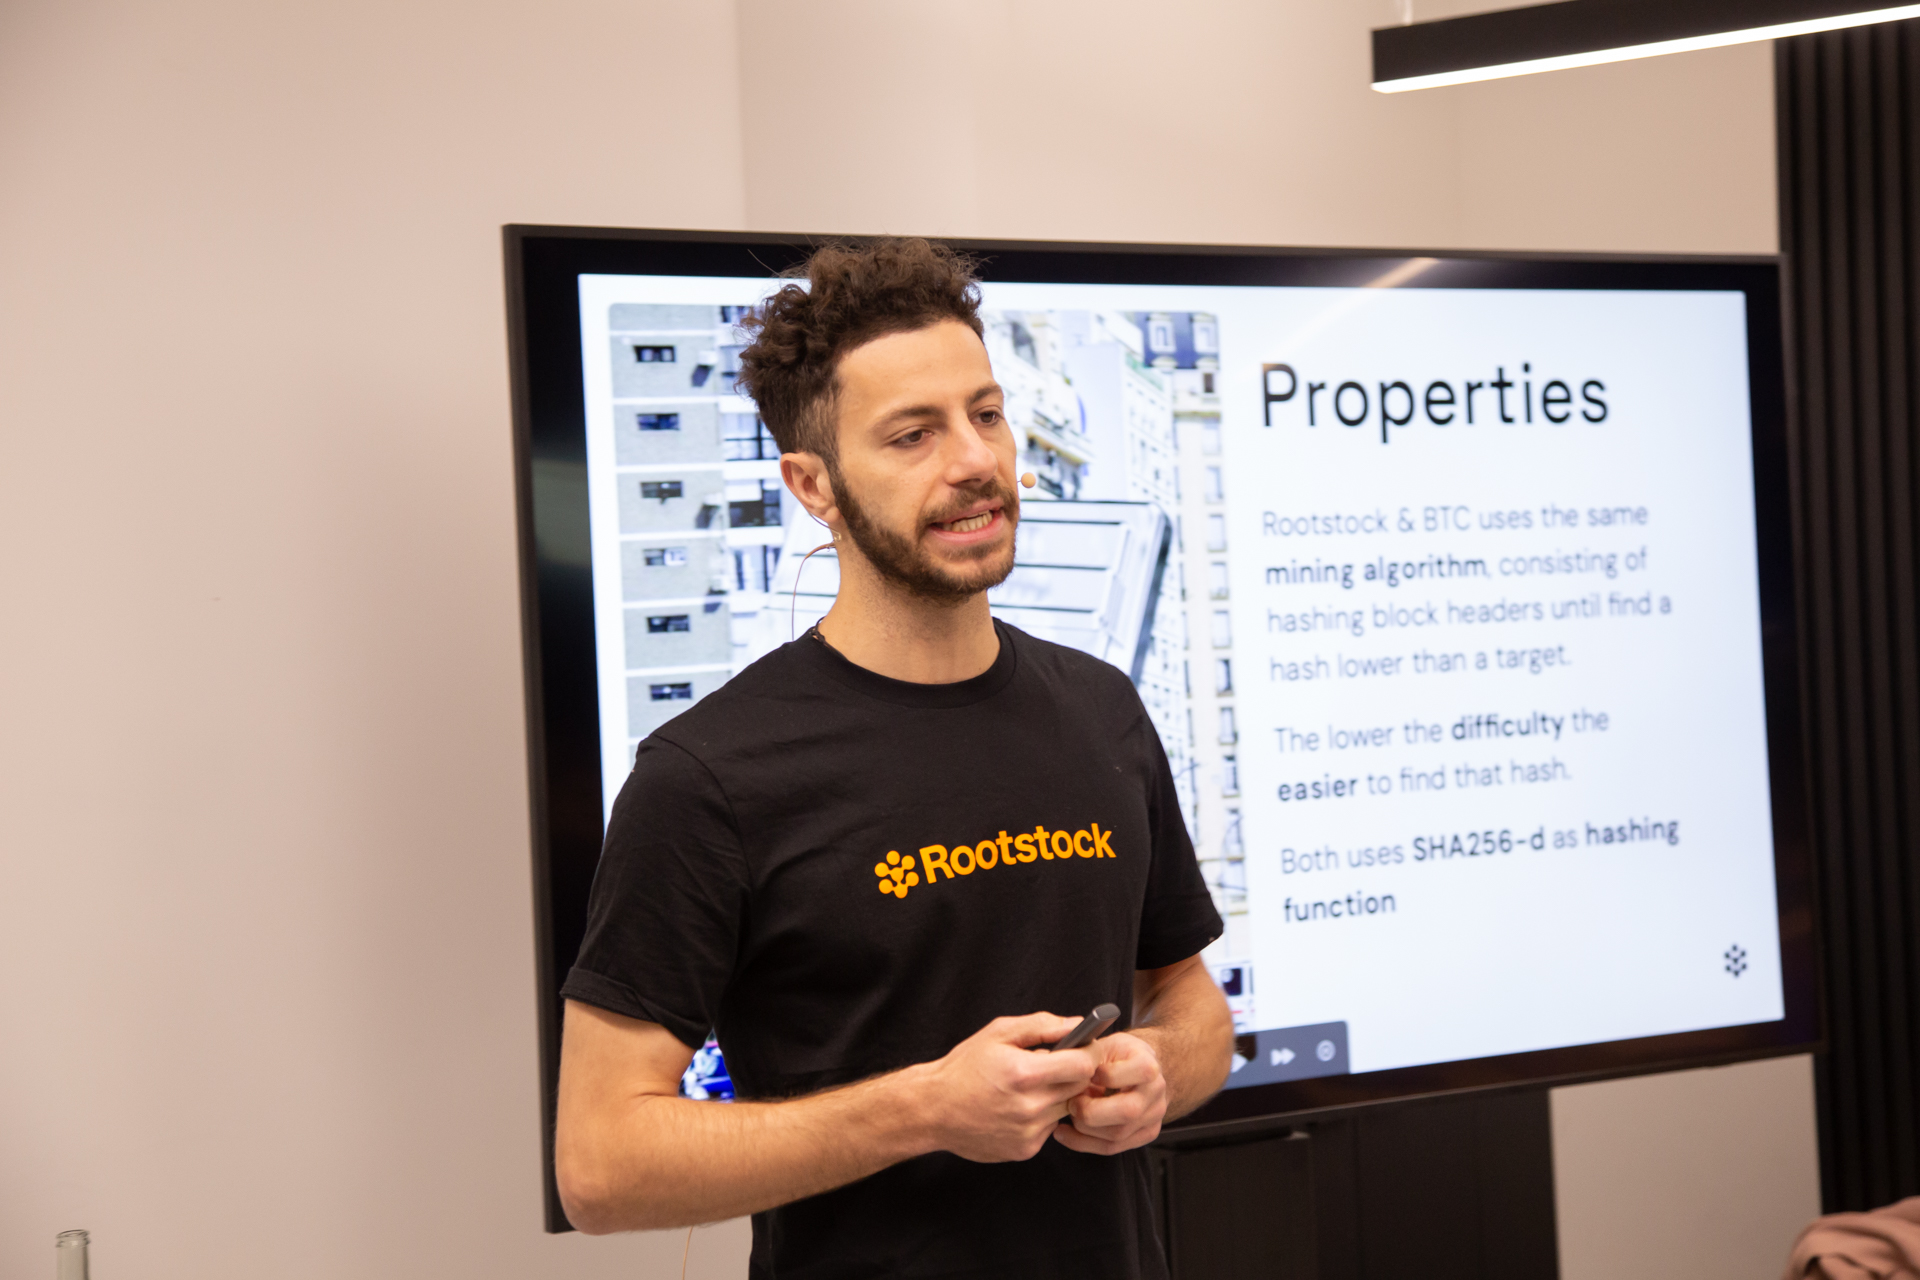 Properties
Rootstock & BTC uses the same
mining algorithm, consisting of
hashing block headers until find a
hash lower than a target.
The lower the difficulty the
easier to find that hash.
Both uses SHA256-d as hashing
function
Rootstock